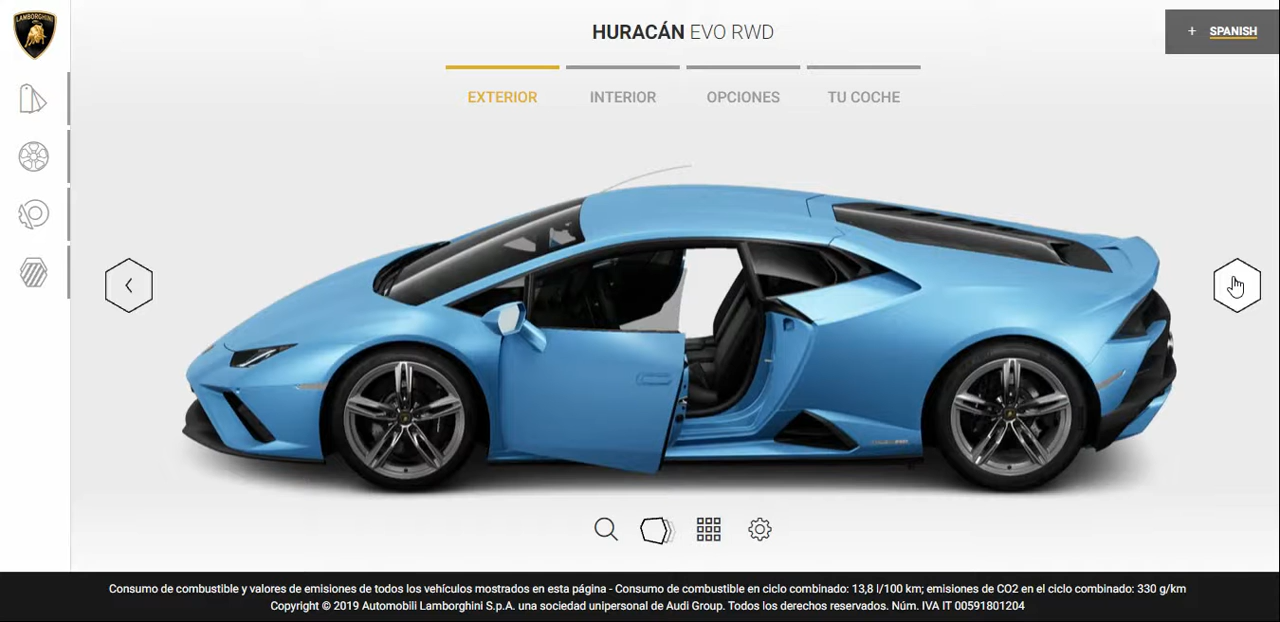 LAMBORGHINI
HURACÁN EVO RWD
+ SPANISH
EXTERIOR
INTERIOR
OPCIONES
TU COCHE
Consumo de combustible y valores de emisiones de todos los vehículos mostrados en esta página - Consumo de combustible en ciclo combinado: 13,8 l/100 km; emisiones de CO2 en el ciclo combinado: 330 g/km
Copyright © 2019 Automobili Lamborghini S.p.A. una sociedad unipersonal de Audi Group. Todos los derechos reservados. Núm. IVA IT 00591801204